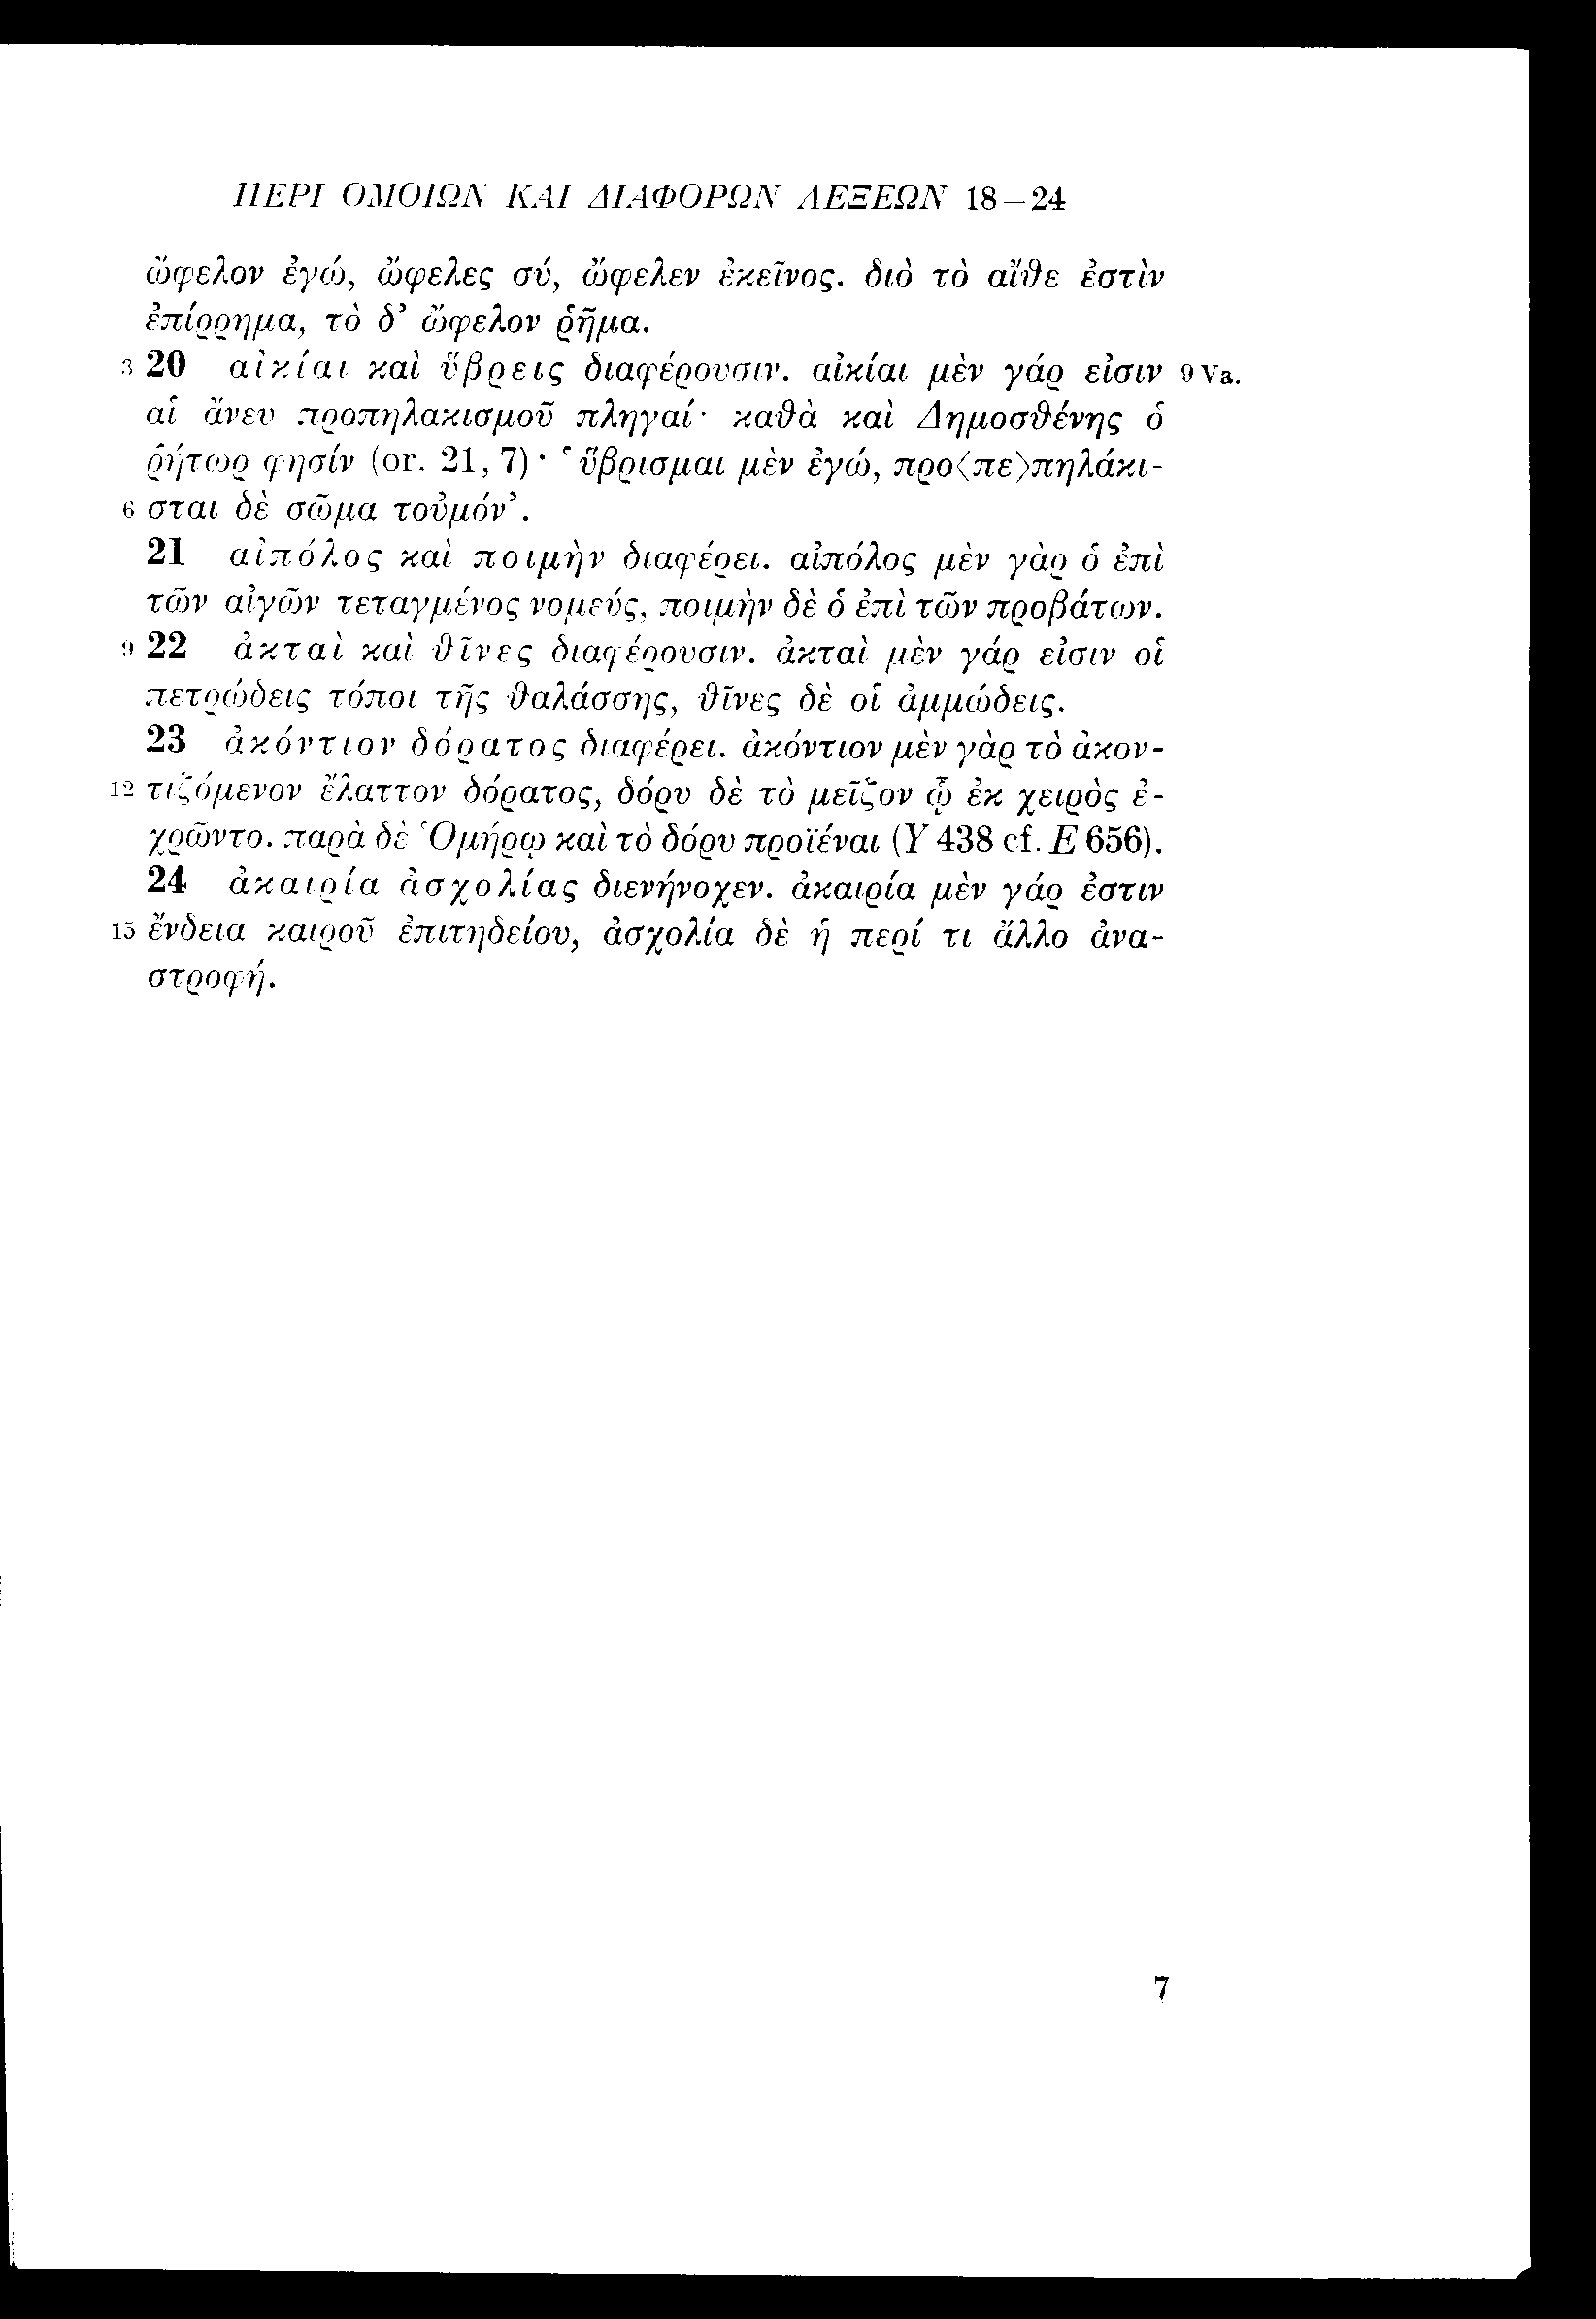 ΠΕΡΙ ΟΜΟΙΩΝ ΚΑΙ ΔΙΑΦΟΡΩΝ ΛΕΞΕΩΝ 18–24
ὤφελον ἐγώ, ὤφελες σύ, ὤφελεν ἐκεῖνος. διὸ τὸ αἴθε ἐστὶν
ἐπίρρημα, τὸ δ’ ὤφελον ῥῆμα.
3 20 αἰκίαι καὶ ὕβρεις διαφέρουσιν. αἰκίαι μὲν γάρ εἰσιν 9 Va.
αἱ ἄνευ προπηλακισμοῦ πληγαί· καθὰ καὶ Δημοσθένης ὁ
ῥήτωρ φησίν (or. 21, 7)· ‘ὕβρισμαι μὲν ἐγώ, προ<πε>πηλάκι-
6 σται δὲ σῶμα τοὐμόν’.
21 αἰπόλος καὶ ποιμὴν διαφέρει. αἰπόλος μὲν γὰρ ὁ ἐπὶ
τῶν αἰγῶν τεταγμένος νομεύς, ποιμὴν δὲ ὁ ἐπὶ τῶν προβάτων.
9 22 ἀκταὶ καὶ θῖνες διαφέρουσιν. ἀκταὶ μὲν γάρ εἰσιν οἱ
πετρώδεις τόποι τῆς θαλάσσης, θῖνες δὲ οἱ ἀμμώδεις.
23 ἀκόντιον δόρατος διαφέρει. ἀκόντιον μὲν γὰρ τὸ ἀκον-
12 τιζόμενον ἔλαττον δόρατος, δόρυ δὲ τὸ μεῖζον ᾧ ἐκ χειρὸς ἐ-
χρῶντο. παρὰ δὲ Ὁμήρῳ καὶ τὸ δόρυ προϊέναι (Υ 438 cf. Ε 656).
24 ἀκαιρία ἀσχολίας διενήνοχεν. ἀκαιρία μὲν γάρ ἐστιν
15 ἔνδεια καιροῦ ἐπιτηδείου, ἀσχολία δὲ ἡ περί τι ἄλλο ἀνα-
στροφή.
7